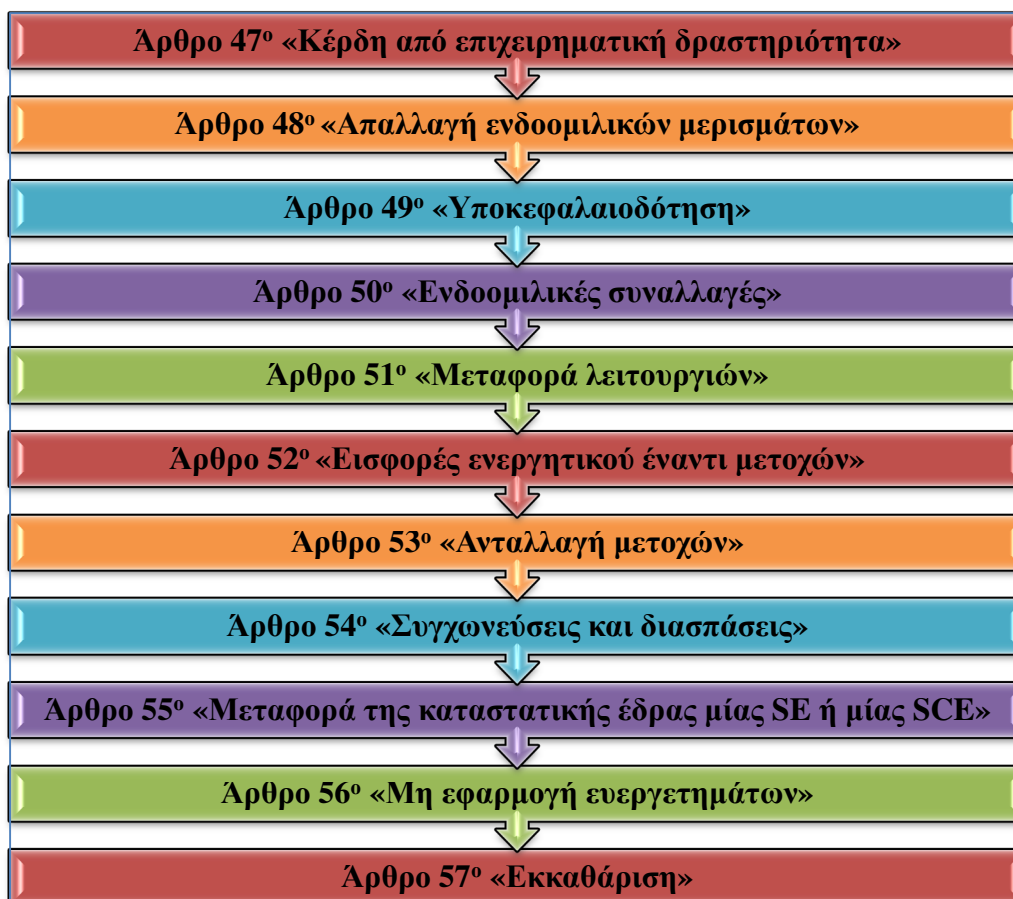 Άρθρο 47ο «Κέρδη από επιχειρηματική δραστηριότητα»
Άρθρο 48ο «Απαλλαγή ενδοομιλικών μερισμάτων»
Άρθρο 49ο «Υποκεφαλαιοδότηση»
Άρθρο 50ο «Ενδοομιλικές συναλλαγές»
Άρθρο 51ο «Μεταφορά λειτουργιών»
Άρθρο 52ο «Εισφορές ενεργητικού έναντι μετοχών»
Άρθρο 53ο «Ανταλλαγή μετοχών»
Άρθρο 54ο «Συγχωνεύσεις και διασπάσεις»
Άρθρο 55ο «Μεταφορά της καταστατικής έδρας μίας SE ή μίας SCE»
Άρθρο 56ο «Μη εφαρμογή ευεργετημάτων»
Άρθρο 57ο «Εκκαθάριση»